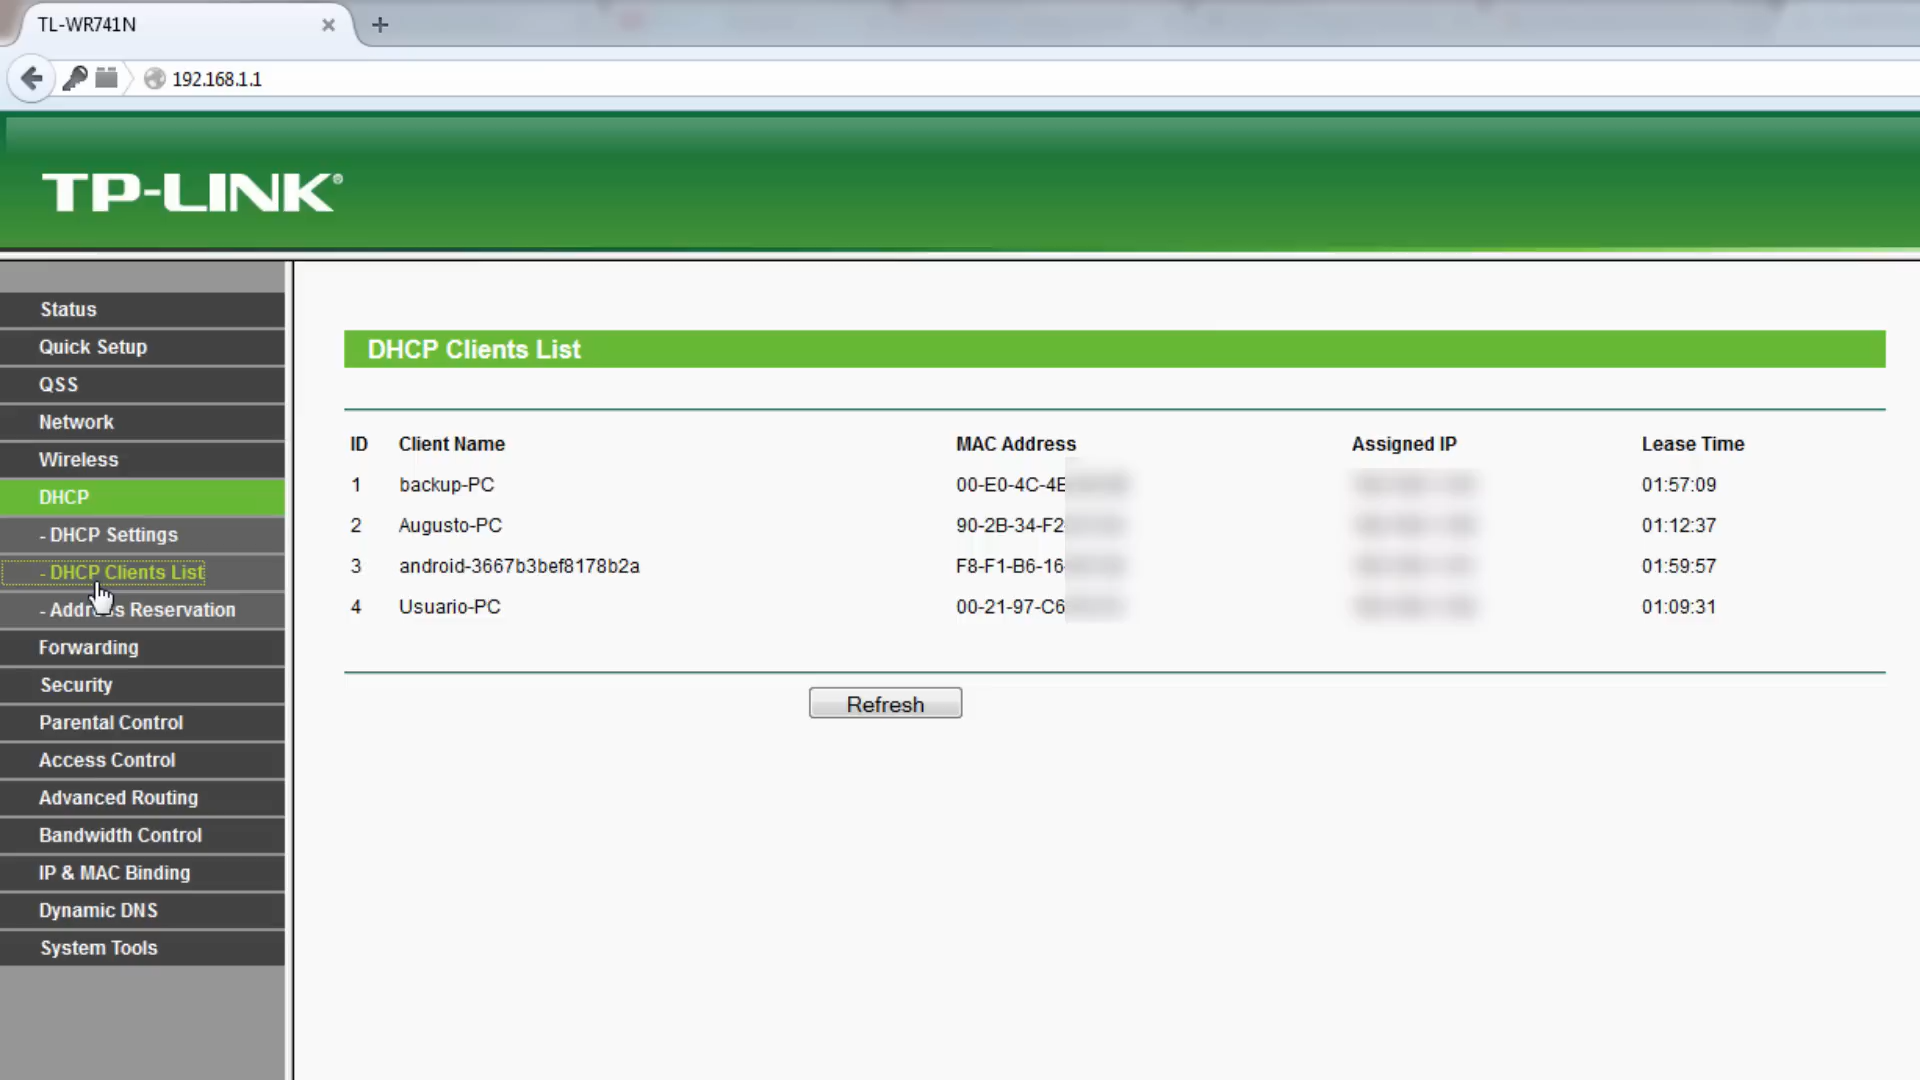 TL-WR741N
192.168.1.1
TP-LINK®
Status
Quick Setup
QSS
Network
Wireless
DHCP
- DHCP Settings
- DHCP Clients List
- Address Reservation
Forwarding
Security
Parental Control
Access Control
Advanced Routing
Bandwidth Control
IP & MAC Binding
Dynamic DNS
System Tools
DHCP Clients List
ID Client Name MAC Address Assigned IP Lease Time
1 backup-PC 00-E0-4C-4E 01:57:09
2 Augusto-PC 90-2B-34-F2 01:12:37
3 android-3667b3bef8178b2a F8-F1-B6-16- 01:59:57
4 Usuario-PC 00-21-97-C6 01:09:31
Refresh